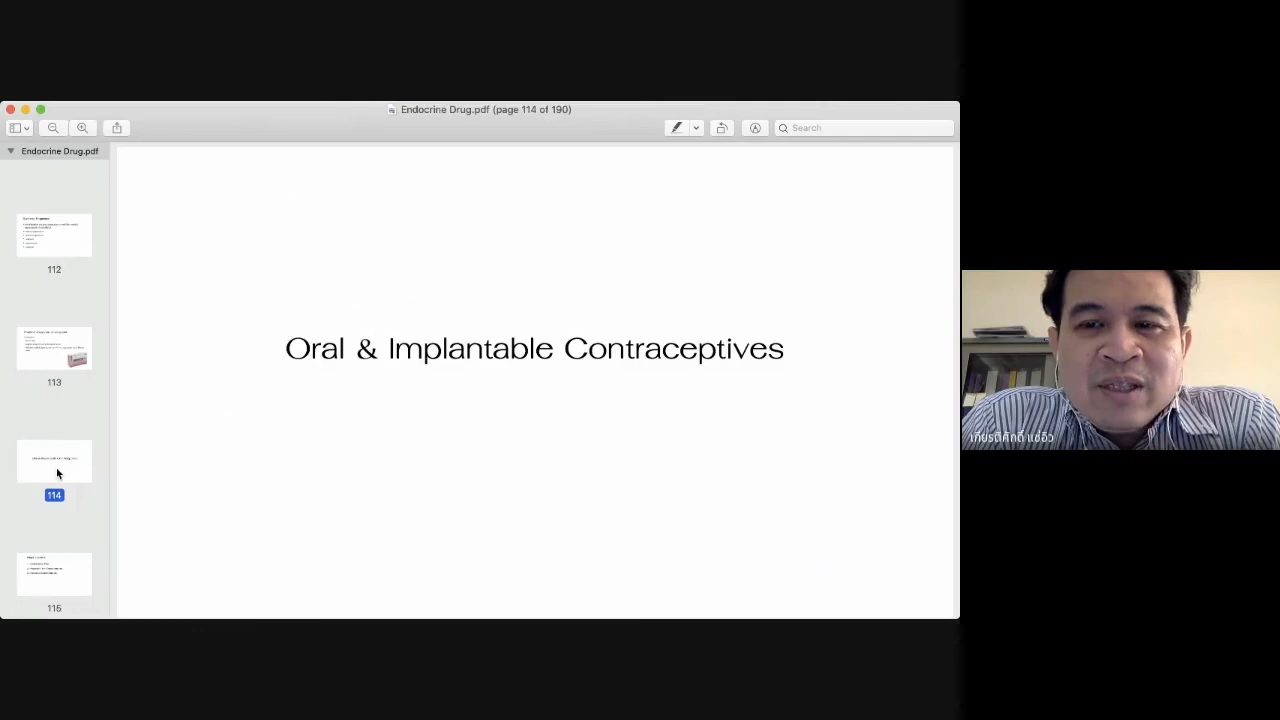 Endocrine Drug.pdf (page 114 of 190)
Search
Endocrine Drug.pdf
112
113
114
115
Oral & Implantable Contraceptives
เกียรติศักดิ์ แซ่อิว